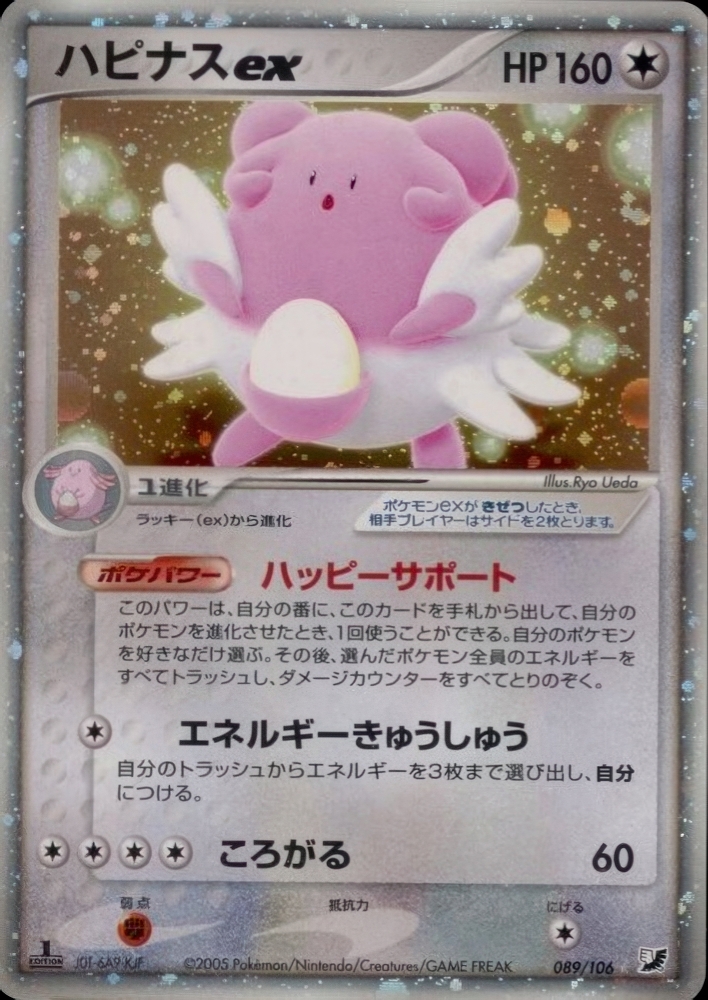 ハピナスex HP160
Illus.Ryo Ueda
1進化
ラッキー(ex)から進化
ポケモンexがきぜつしたとき、
相手プレイヤーはサイドを2枚とります。
ポケパワー ハッピーサポート
このパワーは、自分の番に、このカードを手札から出して、自分の
ポケモンを進化させたとき、1回使うことができる。自分のポケモン
を好きなだけ選ぶ。その後、選んだポケモン全員のエネルギーを
すべてトラッシュし、ダメージカウンターをすべてとりのぞく。
エネルギーきゅうしゅう
自分のトラッシュからエネルギーを3枚まで選び出し、自分
につける。
ころがる 60
弱点 抵抗力 にげる
1 EDITION J01-6A9-KJF ©2005 Pokémon/Nintendo/Creatures/GAME FREAK 089/106